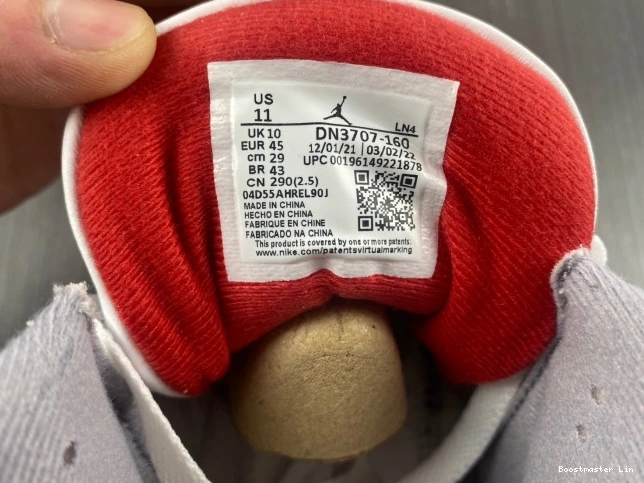 US
11
LN4
UK 10
DN3707-160
EUR 45
12/01/21 03/02/22
cm 29
UPC 00196149221878
BR 43
CN 290(2.5)
04D55AHREL90J
MADE IN CHINA
HECHO EN CHINA
FABRIQUE EN CHINE
FABRICADO NA CHINA
This product is covered by one or more patents:
www.nike.com/patentsvirtualmarking
Boostmaster Lin